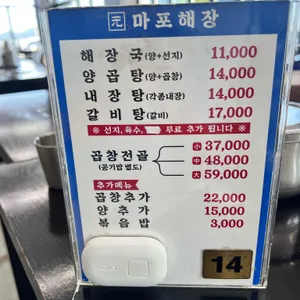 元 마포해장
해장국(양+선지) 11,000
양곱탕(양+곱창) 14,000
내장탕(각종내장) 14,000
갈비탕(갈비) 17,000
※ 선지, 육수, 무료 추가 됩니다 ※
곱창전골 小 37,000
(공기밥 별도) 中 48,000
大 59,000
추가메뉴
곱창추가 22,000
양추가 15,000
볶음밥 3,000
14